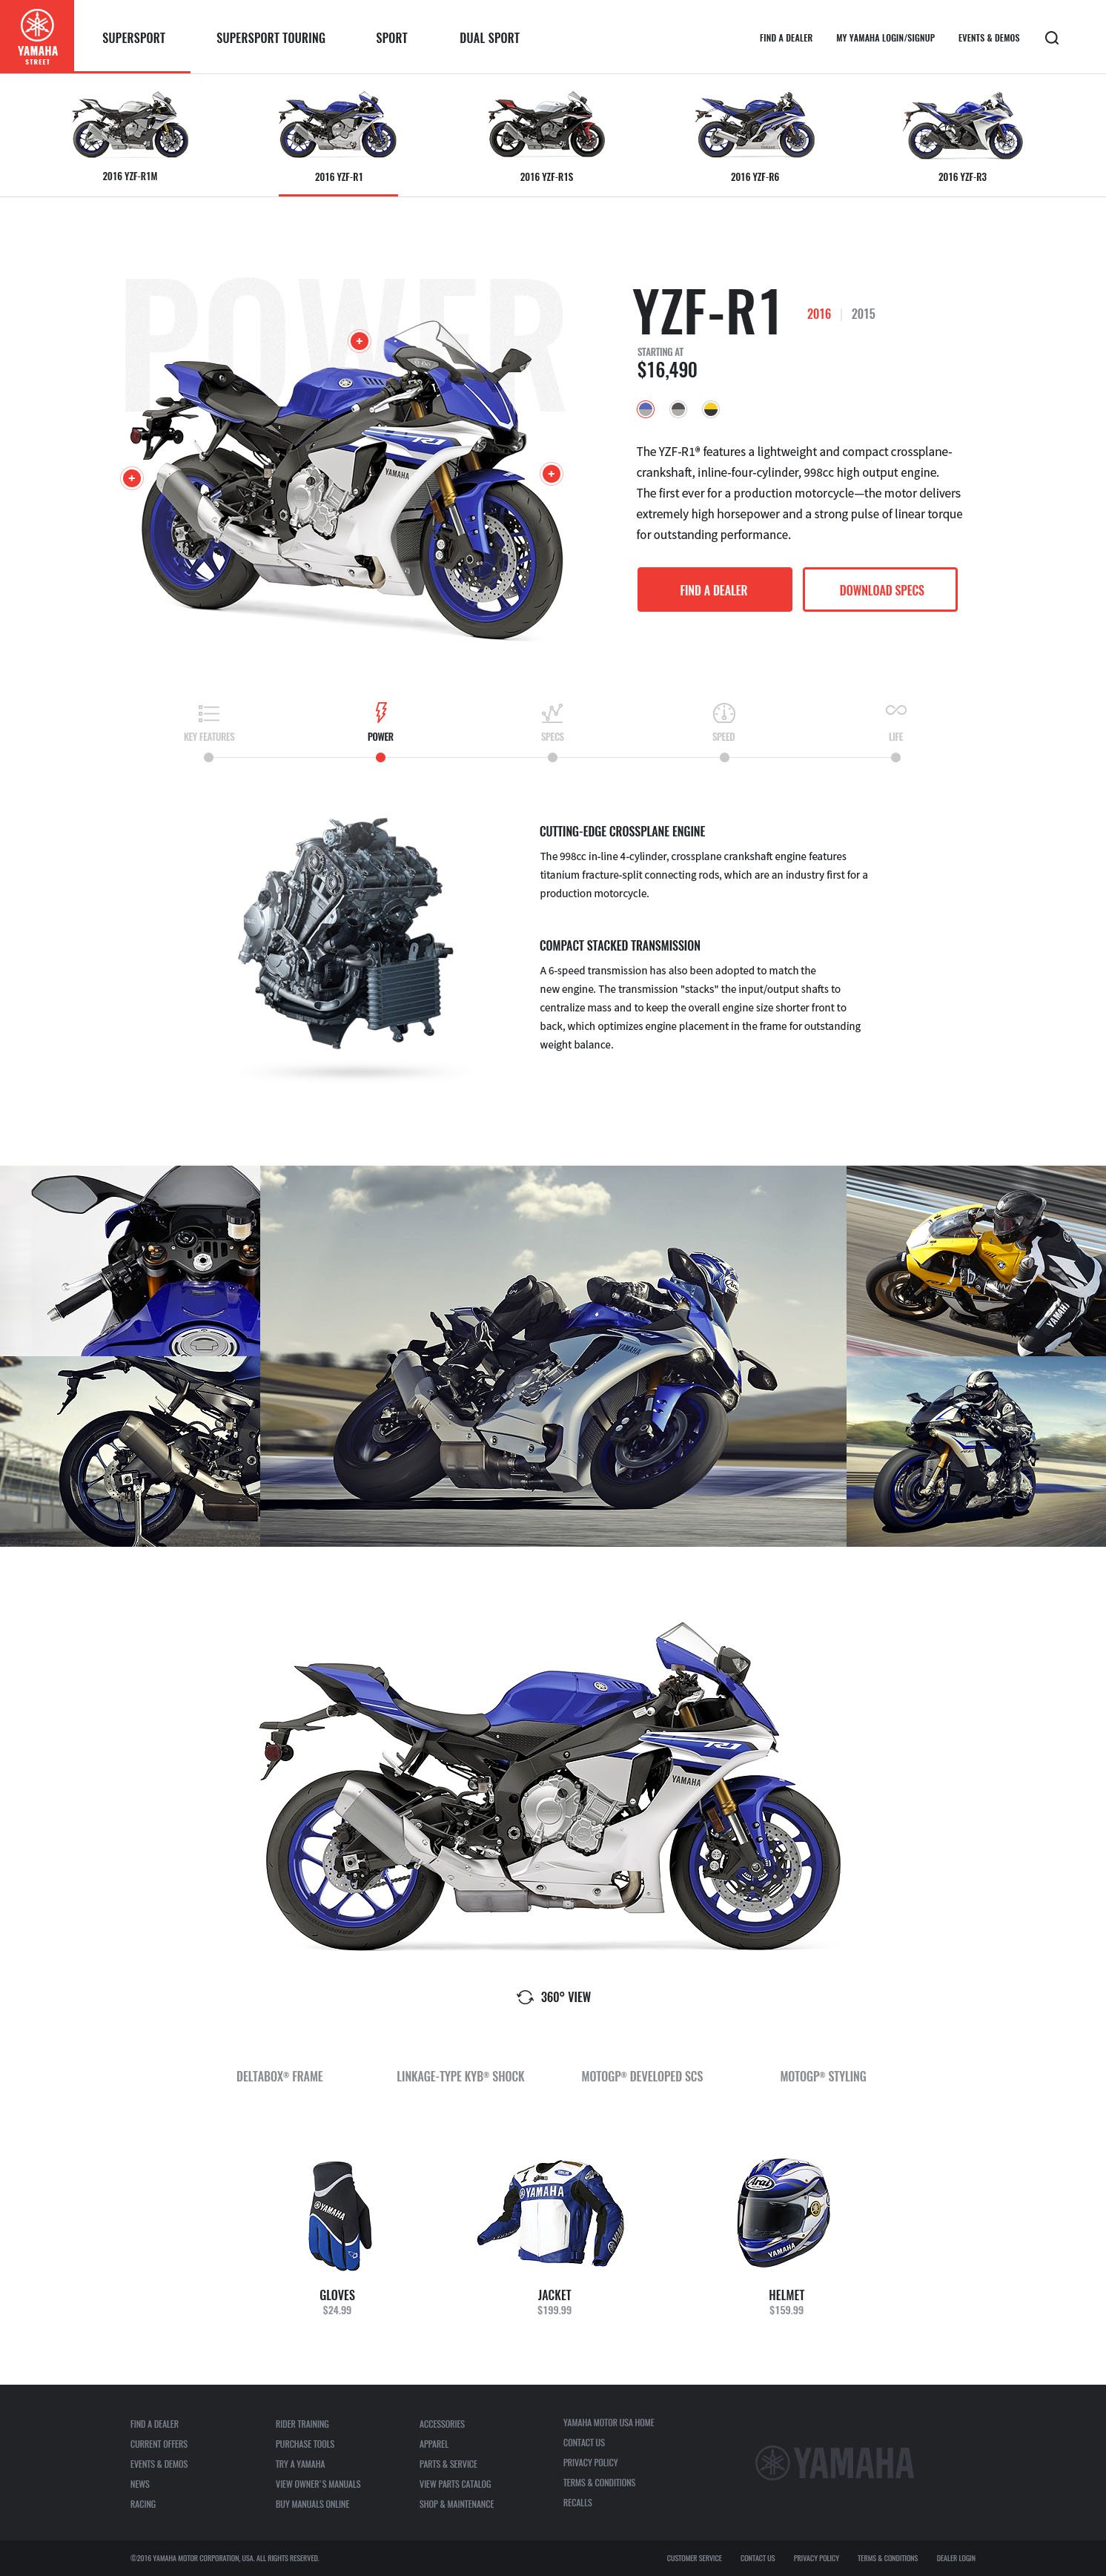 YAMAHA
STREET
SUPERSPORT
SUPERSPORT TOURING
SPORT
DUAL SPORT
FIND A DEALER
MY YAMAHA LOGIN/SIGNUP
EVENTS & DEMOS
2016 YZF-R1M
2016 YZF-R1
2016 YZF-R1S
2016 YZF-R6
2016 YZF-R3
POWER
R1
YAMAHA
YZF-R1
2016 | 2015
STARTING AT
$16,490
The YZF-R1® features a lightweight and compact crossplane-
crankshaft, inline-four-cylinder, 998cc high output engine.
The first ever for a production motorcycle—the motor delivers
extremely high horsepower and a strong pulse of linear torque
for outstanding performance.
FIND A DEALER
DOWNLOAD SPECS
KEY FEATURES
POWER
SPECS
SPEED
LIFE
CUTTING-EDGE CROSSPLANE ENGINE
The 998cc in-line 4-cylinder, crossplane crankshaft engine features
titanium fracture-split connecting rods, which are an industry first for a
production motorcycle.
COMPACT STACKED TRANSMISSION
A 6-speed transmission has also been adopted to match the
new engine. The transmission "stacks" the input/output shafts to
centralize mass and to keep the overall engine size shorter front to
back, which optimizes engine placement in the frame for outstanding
weight balance.
YAMAHA
YAMAHA
R1
YAMAHA
360° VIEW
DELTABOX® FRAME
LINKAGE-TYPE KYB® SHOCK
MOTOGP® DEVELOPED SCS
MOTOGP® STYLING
YAMAHA
YAMAHA
Arai
YAMAHA
GLOVES
$24.99
JACKET
$199.99
HELMET
$159.99
FIND A DEALER
CURRENT OFFERS
EVENTS & DEMOS
NEWS
RACING
RIDER TRAINING
PURCHASE TOOLS
TRY A YAMAHA
VIEW OWNER'S MANUALS
BUY MANUALS ONLINE
ACCESSORIES
APPAREL
PARTS & SERVICE
VIEW PARTS CATALOG
SHOP & MAINTENANCE
YAMAHA MOTOR USA HOME
CONTACT US
PRIVACY POLICY
TERMS & CONDITIONS
RECALLS
YAMAHA
©2016 YAMAHA MOTOR CORPORATION, USA. ALL RIGHTS RESERVED.
CUSTOMER SERVICE
CONTACT US
PRIVACY POLICY
TERMS & CONDITIONS
DEALER LOGIN